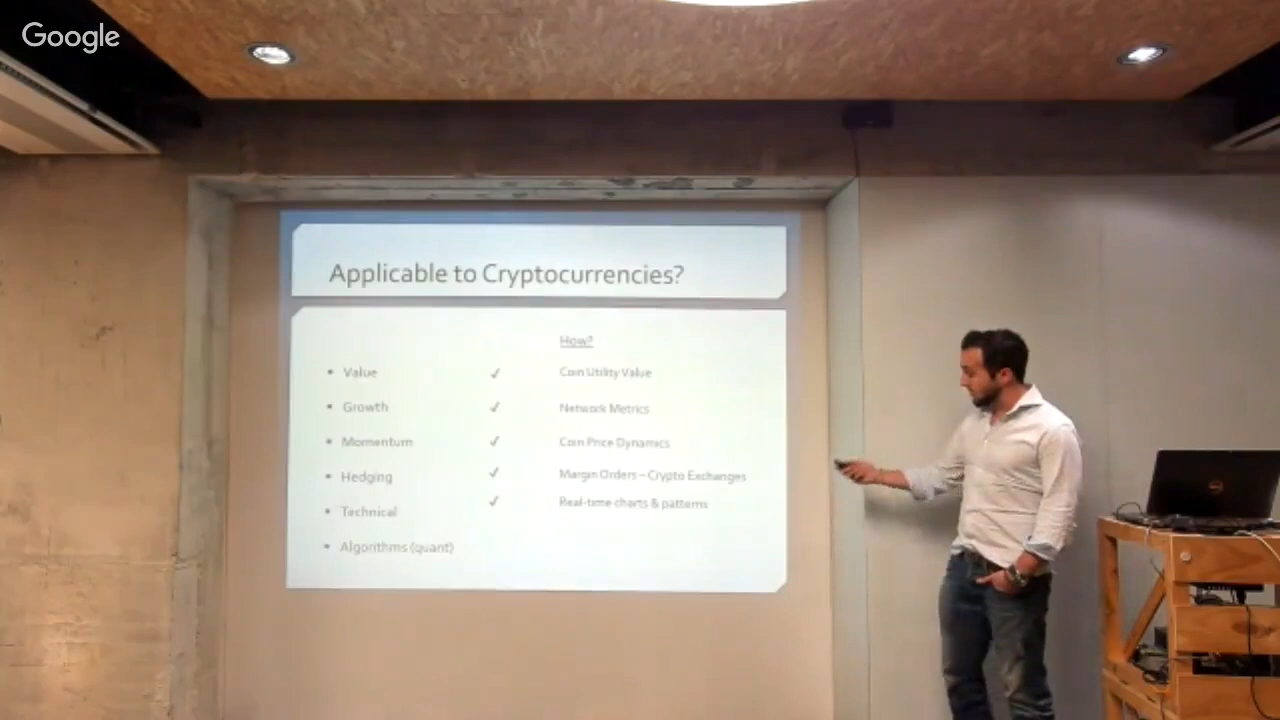 Google
Applicable to Cryptocurrencies?
How?
• Value ✓ Coin Utility Value
• Growth ✓ Network Metrics
• Momentum ✓ Coin Price Dynamics
• Hedging ✓ Margin Orders – Crypto Exchanges
• Technical ✓ Real-time charts & patterns
• Algorithms (quant)